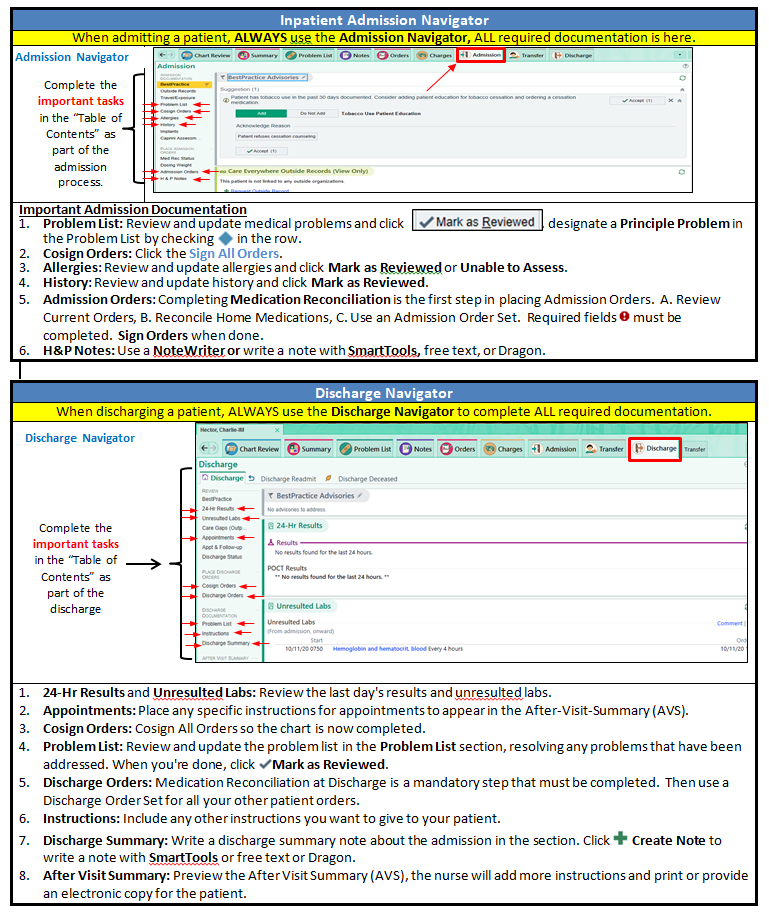 Inpatient Admission Navigator
When admitting a patient, ALWAYS use the Admission Navigator, ALL required documentation is here.
Admission Navigator
Complete the
important tasks
in the “Table of
Contents” as
part of the
admission
process.
Chart Review Summary Problem List Notes Orders Charges Admission Transfer Discharge
Admission
ADMISSION
DOCUMENTATION
BestPractice
Outside Records
Travel/Exposure
Problem List
Cosign Orders
Allergies
History
Implants
Caprini Assessm...
PLACE ADMISSION
ORDERS
Med Rec Status
Dosing Weight
Admission Orders
H & P Notes
BestPractice Advisories
Suggestion (1)
Patient has tobacco use in the past 30 days documented. Consider adding patient education for tobacco cessation and ordering a cessation
medication.
Accept (1)
Add Do Not Add Tobacco Use Patient Education
Acknowledge Reason
Patient refuses cessation counseling
Accept (1)
Care Everywhere Outside Records (View Only)
This patient is not linked to any outside organizations
Request Outside Record
Important Admission Documentation
1. Problem List: Review and update medical problems and click Mark as Reviewed, designate a Principle Problem in
the Problem List by checking in the row.
2. Cosign Orders: Click the Sign All Orders.
3. Allergies: Review and update allergies and click Mark as Reviewed or Unable to Assess.
4. History: Review and update history and click Mark as Reviewed.
5. Admission Orders: Completing Medication Reconciliation is the first step in placing Admission Orders. A. Review
Current Orders, B. Reconcile Home Medications, C. Use an Admission Order Set. Required fields must be
completed. Sign Orders when done.
6. H&P Notes: Use a NoteWriter or write a note with SmartTools, free text, or Dragon.
Discharge Navigator
When discharging a patient, ALWAYS use the Discharge Navigator to complete ALL required documentation.
Discharge Navigator
Complete the
important tasks
in the “Table of
Contents” as
part of the
discharge
Hector, Charlie-IM
Chart Review Summary Problem List Notes Orders Charges Admission Transfer Discharge Transfer
Discharge
Discharge Discharge Readmit Discharge Deceased
REVIEW
BestPractice
24-Hr Results
Unresulted Labs
Care Gaps (Outp...
Appointments
Appt & Follow-up
Discharge Status
PLACE DISCHARGE
ORDERS
Cosign Orders
Discharge Orders
DISCHARGE
DOCUMENTATION
Problem List
Instructions
Discharge Summary
AFTER VISIT SUMMARY
BestPractice Advisories
No advisories to address.
24-Hr Results
Results
No results found for the last 24 hours.
POCT Results
** No results found for the last 24 hours. **
Unresulted Labs
Unresulted Labs Comment
(From admission, onward)
Start Ord
10/11/20 0750 Hemoglobin and hematocrit, blood Every 4 hours 10/11/20
1. 24-Hr Results and Unresulted Labs: Review the last day's results and unresulted labs.
2. Appointments: Place any specific instructions for appointments to appear in the After-Visit-Summary (AVS).
3. Cosign Orders: Cosign All Orders so the chart is now completed.
4. Problem List: Review and update the problem list in the Problem List section, resolving any problems that have been
addressed. When you're done, click Mark as Reviewed.
5. Discharge Orders: Medication Reconciliation at Discharge is a mandatory step that must be completed. Then use a
Discharge Order Set for all your other patient orders.
6. Instructions: Include any other instructions you want to give to your patient.
7. Discharge Summary: Write a discharge summary note about the admission in the section. Click Create Note to
write a note with SmartTools or free text or Dragon.
8. After Visit Summary: Preview the After Visit Summary (AVS), the nurse will add more instructions and print or provide
an electronic copy for the patient.